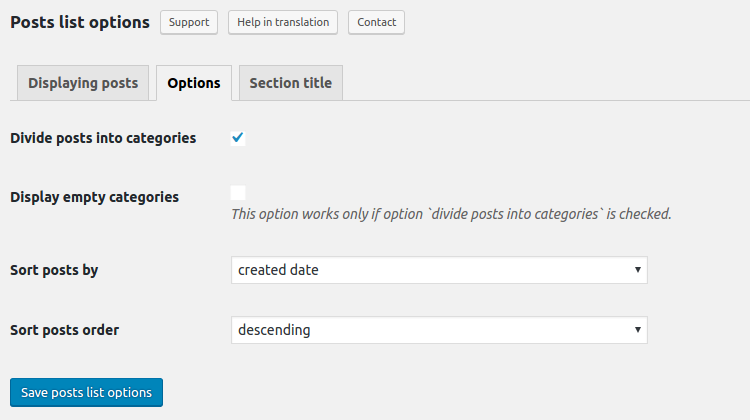 Posts list options Support Help in translation Contact
Displaying posts Options Section title
Divide posts into categories
Display empty categories
This option works only if option `divide posts into categories` is checked.
Sort posts by created date
Sort posts order descending
Save posts list options